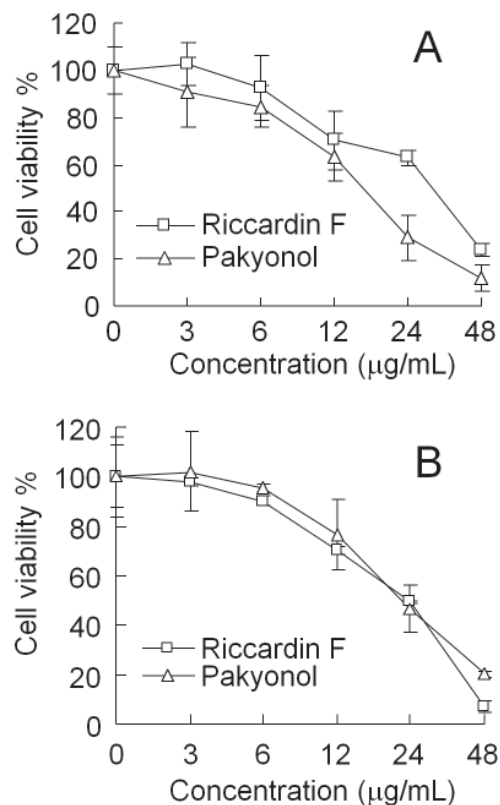 120
A
100
80
60
40
20
0
Cell viability %
Riccardin F
Pakyonol
0 3 6 12 24 48
Concentration (μg/mL)
120
B
100
80
60
40
20
0
Cell viability %
Riccardin F
Pakyonol
0 3 6 12 24 48
Concentration (μg/mL)